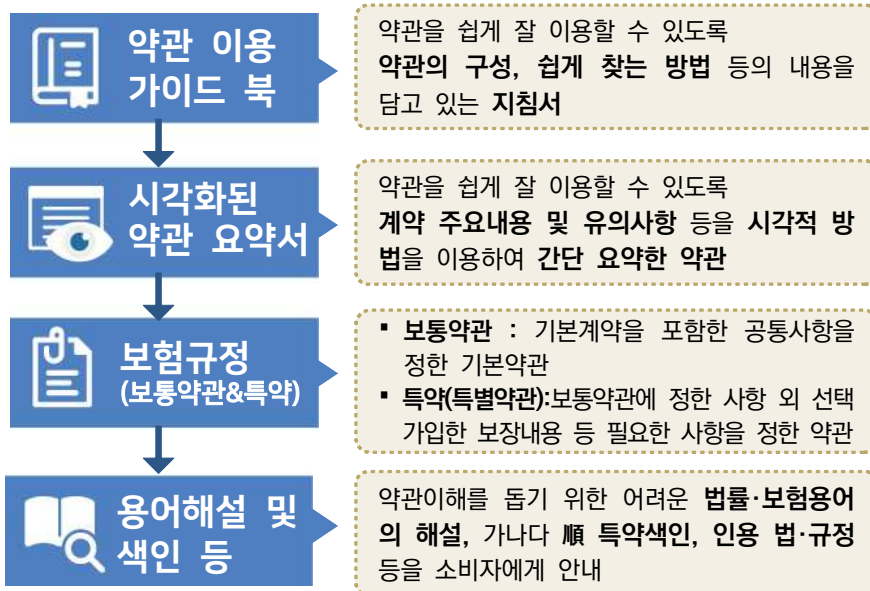 약관 이용
가이드 북
약관을 쉽게 잘 이용할 수 있도록
약관의 구성, 쉽게 찾는 방법 등의 내용을
담고 있는 지침서
시각화된
약관 요약서
약관을 쉽게 잘 이용할 수 있도록
계약 주요내용 및 유의사항 등을 시각적 방
법을 이용하여 간단 요약한 약관
보험규정
(보통약관&특약)
▪ 보통약관 : 기본계약을 포함한 공통사항을
정한 기본약관
▪ 특약(특별약관):보통약관에 정한 사항 외 선택
가입한 보장내용 등 필요한 사항을 정한 약관
용어해설 및
색인 등
약관이해를 돕기 위한 어려운 법률·보험용어
의 해설, 가나다 順 특약색인, 인용 법·규정
등을 소비자에게 안내